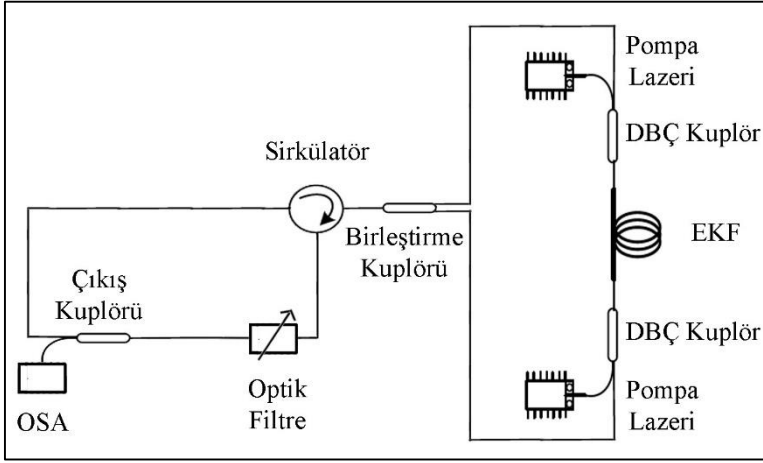 Pompa
Lazeri
DBÇ Kuplör
Sirkülatör
Birleştirme
Kuplörü
EKF
Çıkış
Kuplörü
DBÇ Kuplör
Optik
Filtre
OSA
Pompa
Lazeri